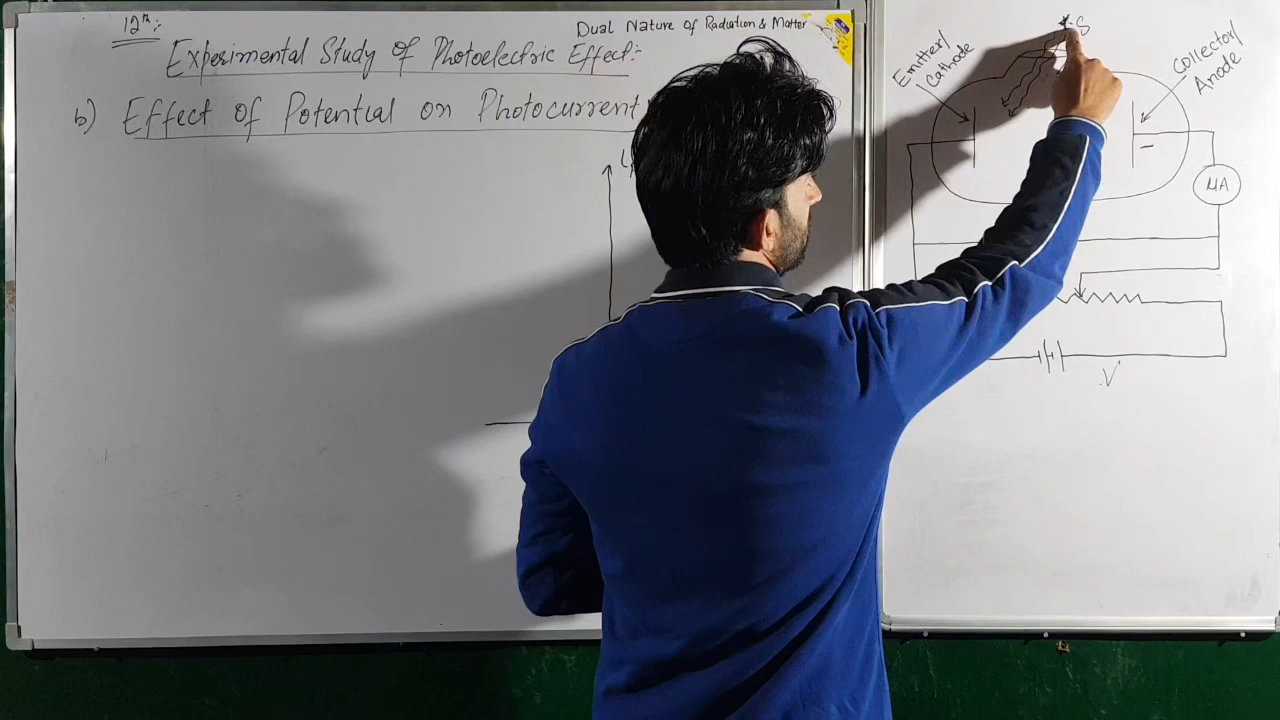 12th:
Dual Nature of Radiation & Matter
Experimental Study of Photoelectric Effect:
b) Effect of Potential on Photocurrent
S
Emitter/
Cathode
Collector/
Anode
-
μA
V